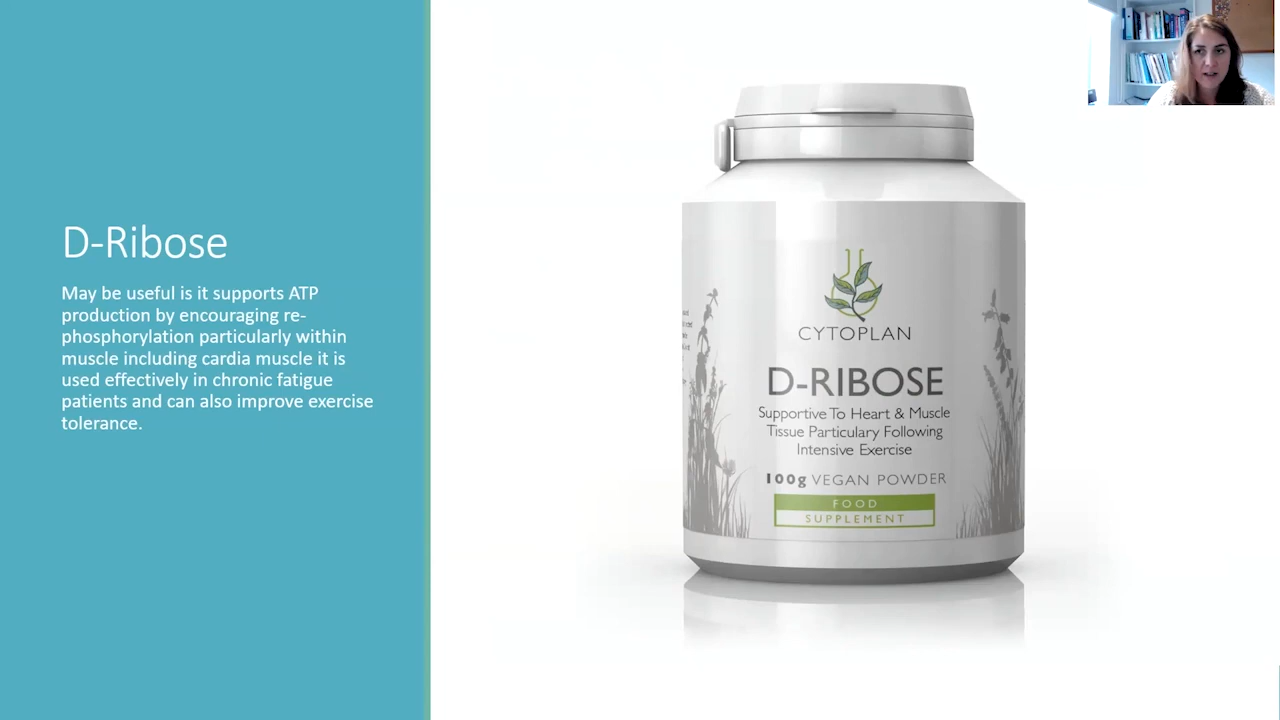 D-Ribose
May be useful is it supports ATP
production by encouraging re-
phosphorylation particularly within
muscle including cardia muscle it is
used effectively in chronic fatigue
patients and can also improve exercise
tolerance.
CYTOPLAN
D-RIBOSE
Supportive To Heart & Muscle
Tissue Particulary Following
Intensive Exercise
100g VEGAN POWDER
FOOD
SUPPLEMENT